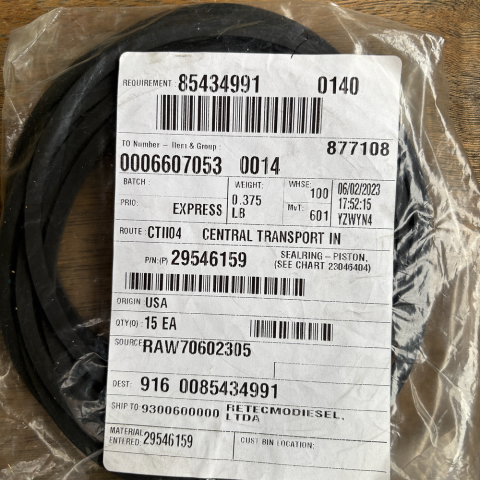 REQUIREMENT 85434991 0140
TO Number - Item & Group: 877108
0006607053 0014
BATCH:
WEIGHT: 0.375 LB
WHSE 100
MvT: 601
06/02/2023
17:52:15
YZWYN4
PRIO: EXPRESS
ROUTE: CTII04 CENTRAL TRANSPORT IN
P/N:(P) 29546159 SEALRING - PISTON,
(SEE CHART 23046404)
ORIGIN USA
QTY(Q): 15 EA
SOURCE RAW70602305
DEST: 916 0085434991
SHIP TO 9300600000 RETECMODIESEL,
LTDA
MATERIAL
ENTERED 29546159
CUST BIN LOCATION: